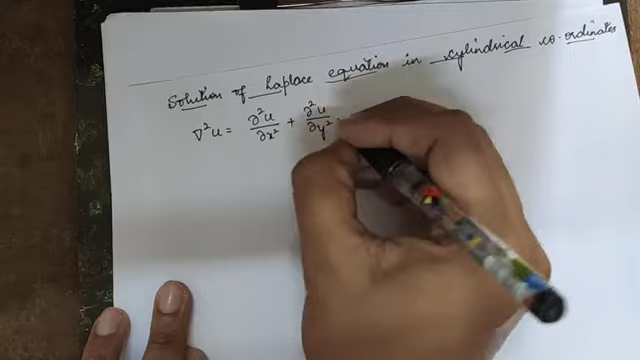 Solution of Laplace equation in cylindrical co-ordinates
∇²u = ∂²u/∂x² + ∂²u/∂y²